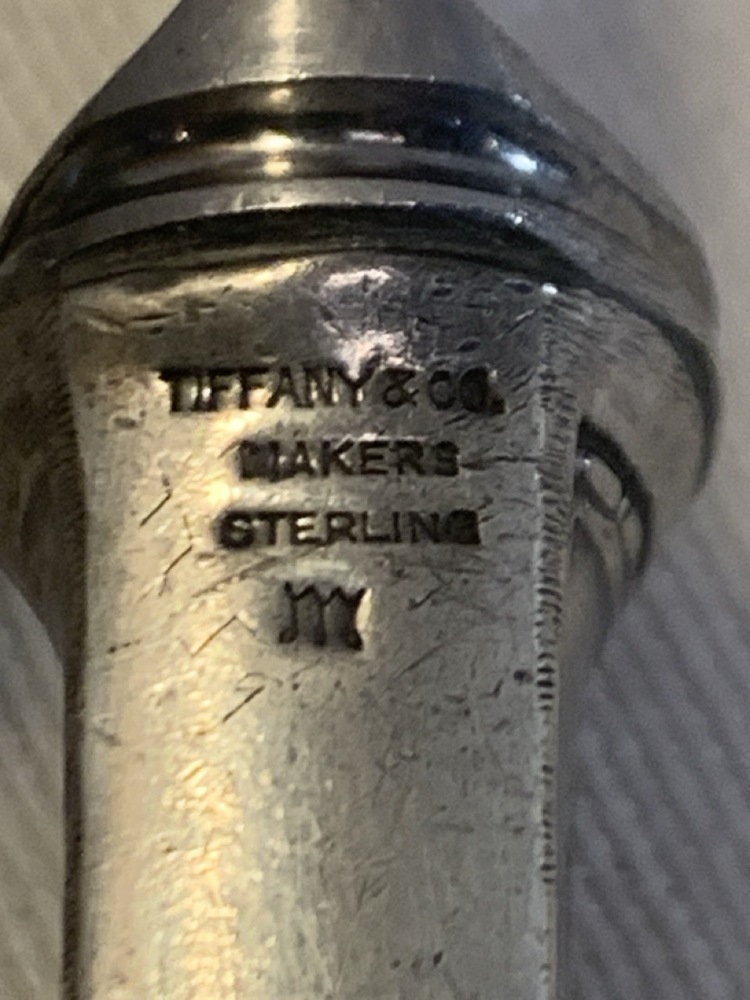 TIFFANY & CO.
MAKERS
STERLING
M